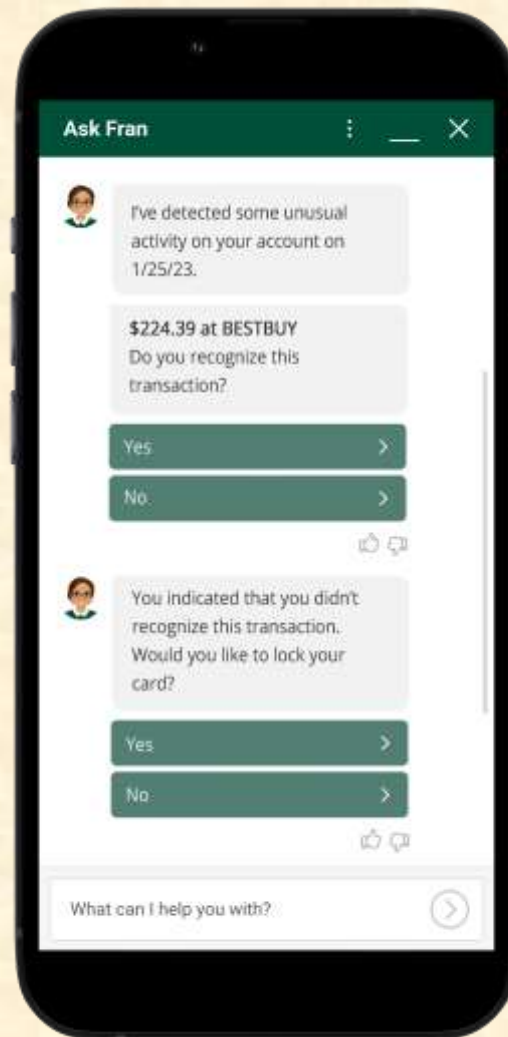 Ask Fran
I've detected some unusual
activity on your account on
1/25/23.
$224.39 at BESTBUY
Do you recognize this
transaction?
Yes
No
You indicated that you didn't
recognize this transaction.
Would you like to lock your
card?
Yes
No
What can I help you with?